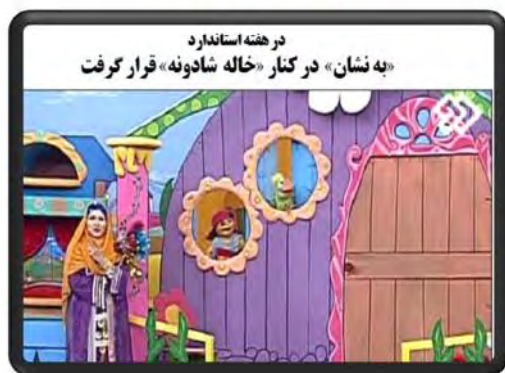 در هفته استاندارد
«به نشان» در کنار «خاله شادونه» قرار گرفت